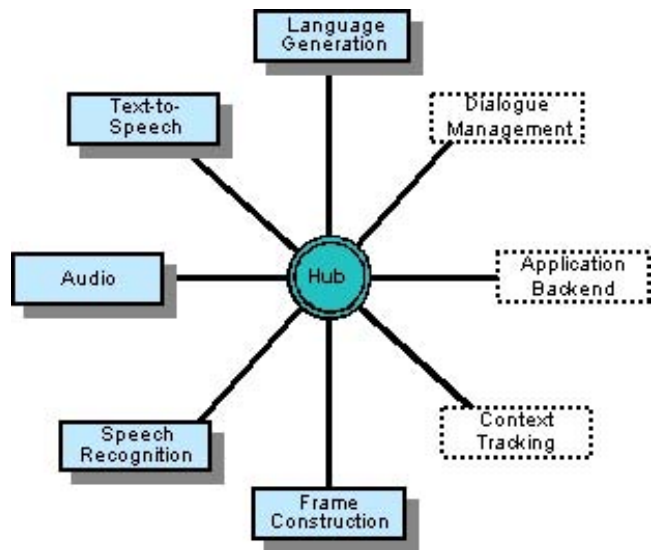 Language
Generation
Text-to-
Speech
Dialogue
Management
Audio
Hub
Application
Backend
Speech
Recognition
Context
Tracking
Frame
Construction